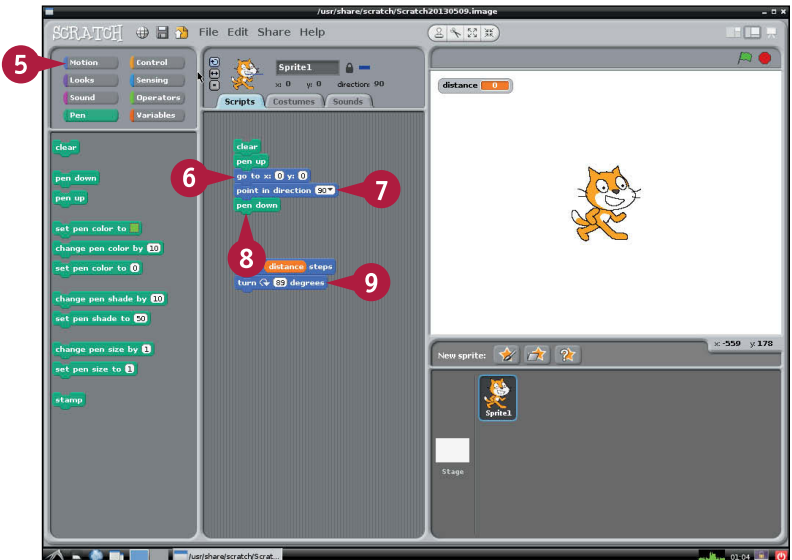 /usr/share/scratch/Scratch20130509.image
SCRATCH File Edit Share Help
5
Motion Control
Looks Sensing
Sound Operators
Pen Variables
Sprite1
x: 0 y: 0 direction: 90
Scripts Costumes Sounds
clear
pen down
pen up
set pen color to
change pen color by 10
set pen color to 0
change pen shade by 10
set pen shade to 50
change pen size by 1
set pen size to 1
stamp
clear
pen up
6
go to x: 0 y: 0
point in direction 90
7
pen down
8
distance steps
turn 89 degrees
9
distance 0
x: -559 y: 178
New sprite:
Sprite1
Stage
/usr/share/scratch/Scrat...
01:04